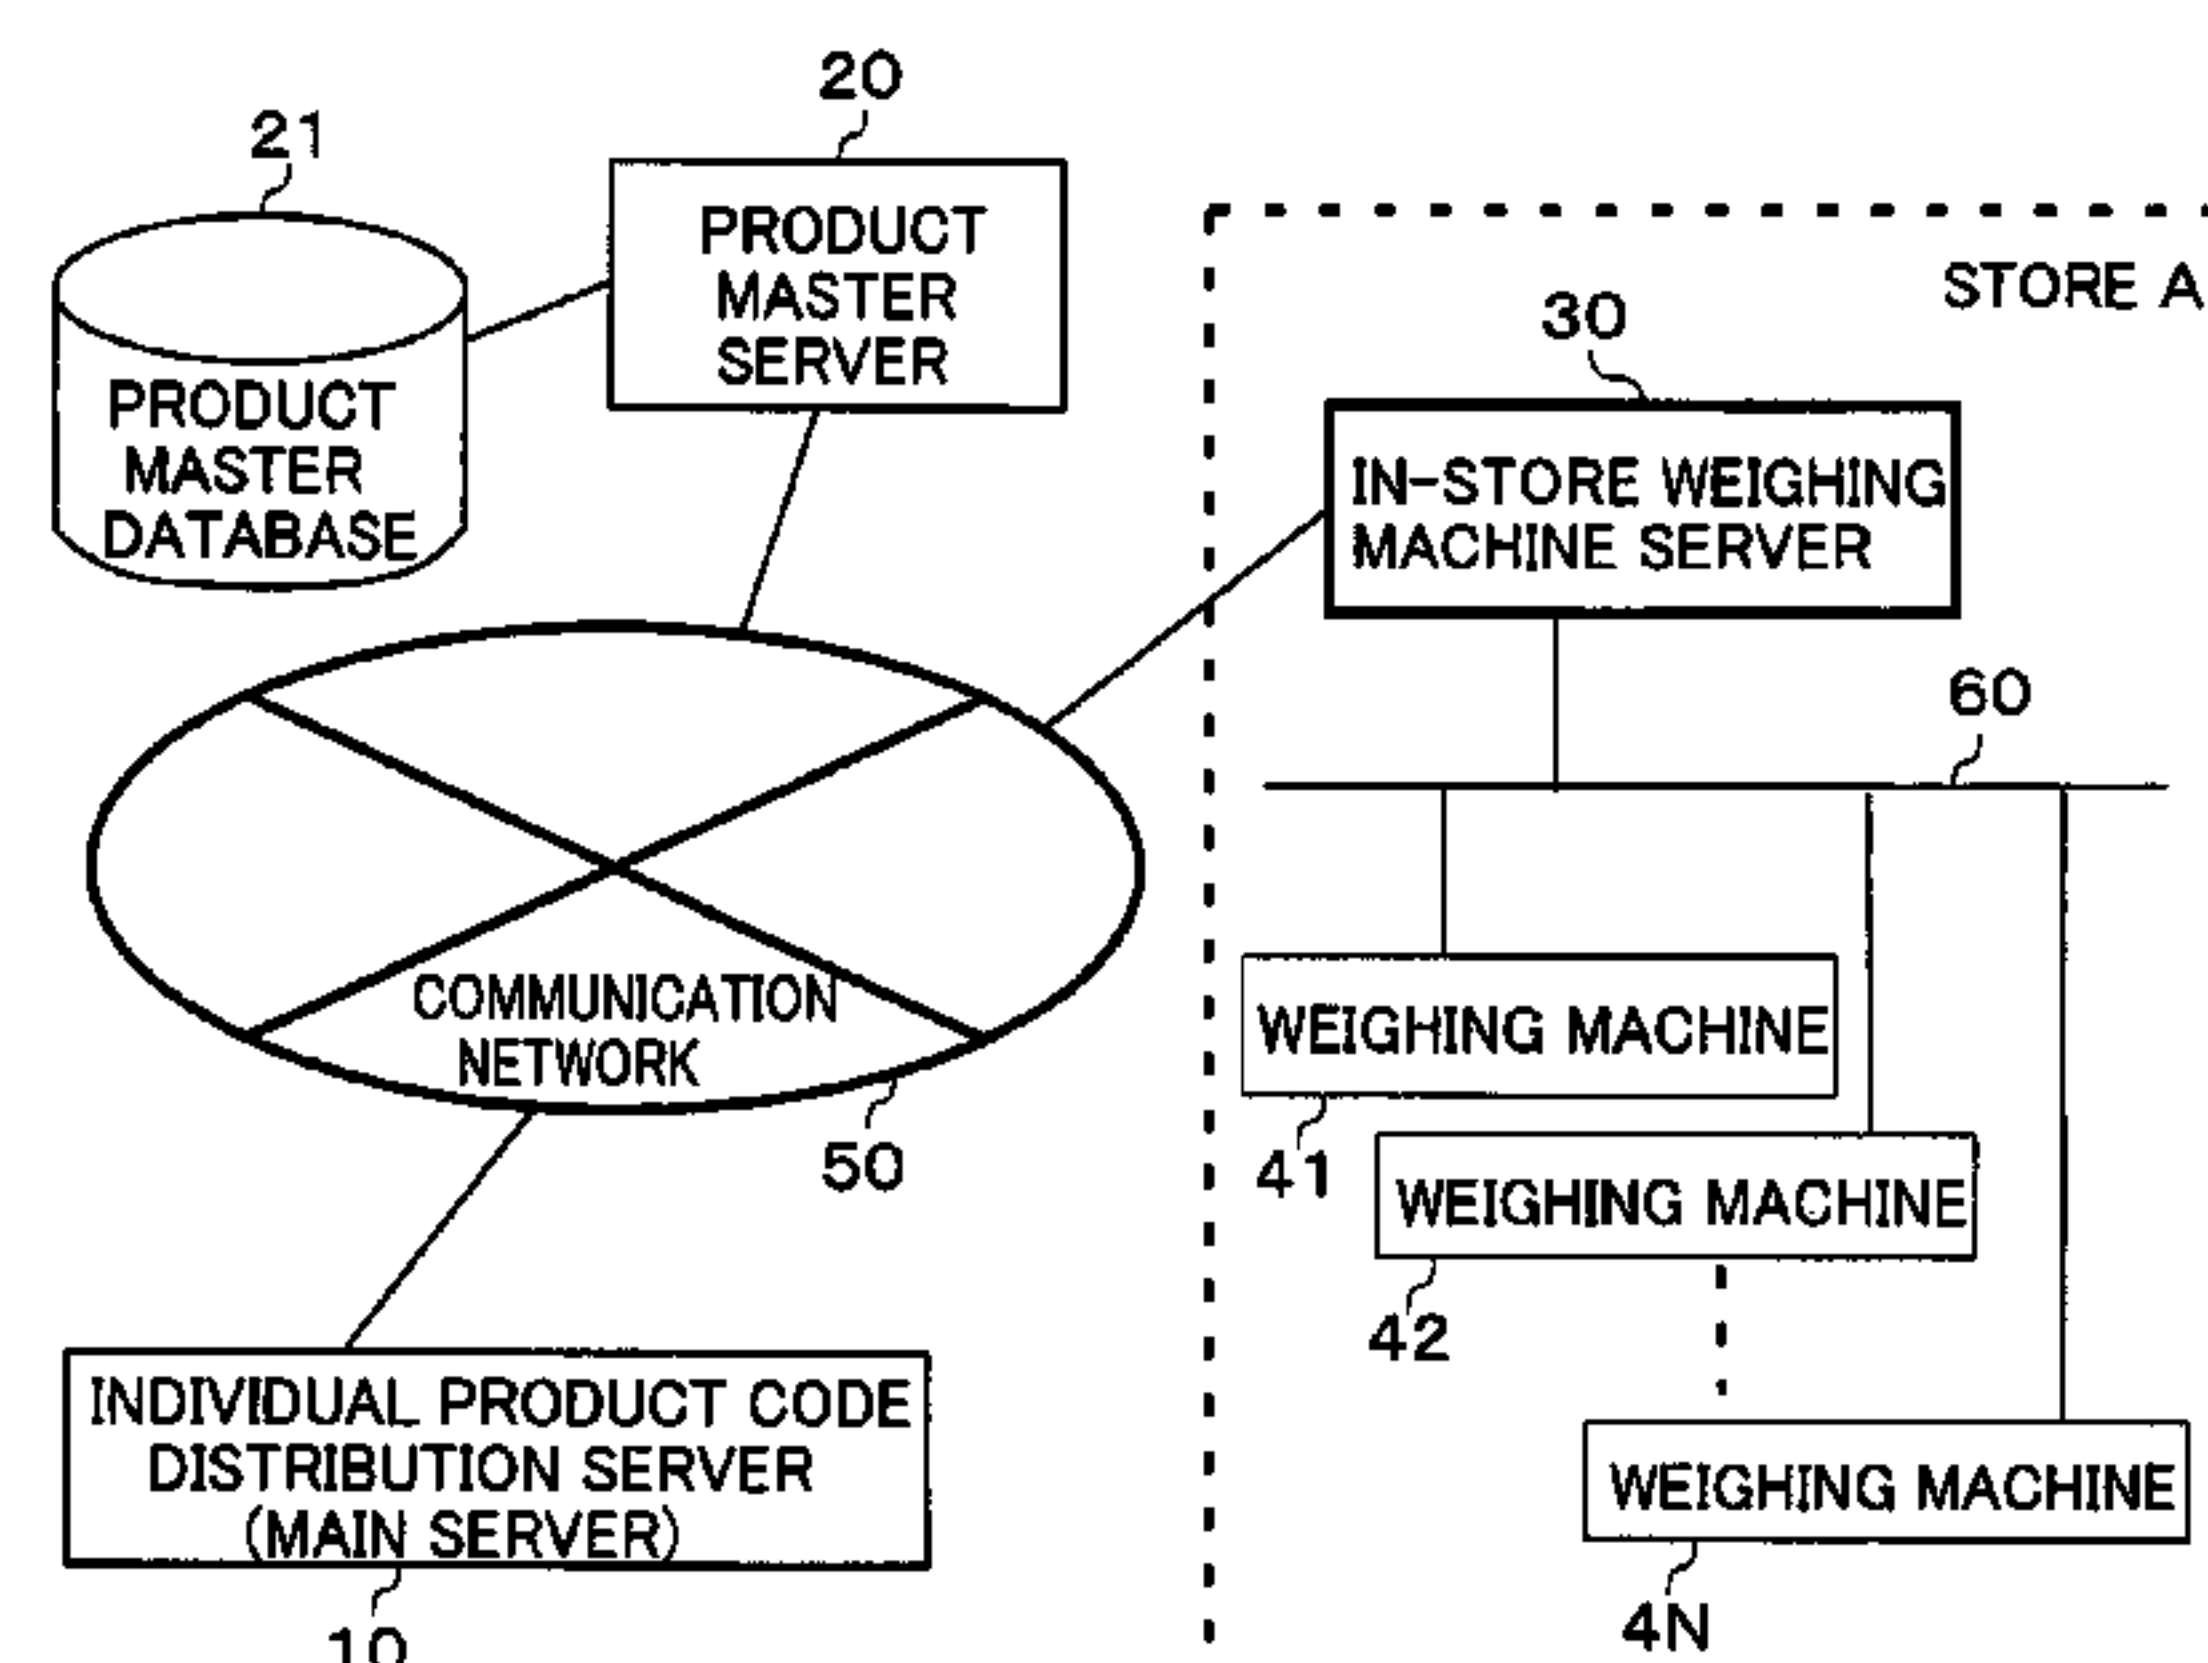 20
21
PRODUCT
MASTER
SERVER
STORE A
30
PRODUCT
MASTER
DATABASE
IN-STORE WEIGHING
MACHINE SERVER
60
COMMUNICATION
NETWORK
50
WEIGHING MACHINE
41
WEIGHING MACHINE
42
INDIVIDUAL PRODUCT CODE
DISTRIBUTION SERVER
(MAIN SERVER)
10
WEIGHING MACHINE
4N